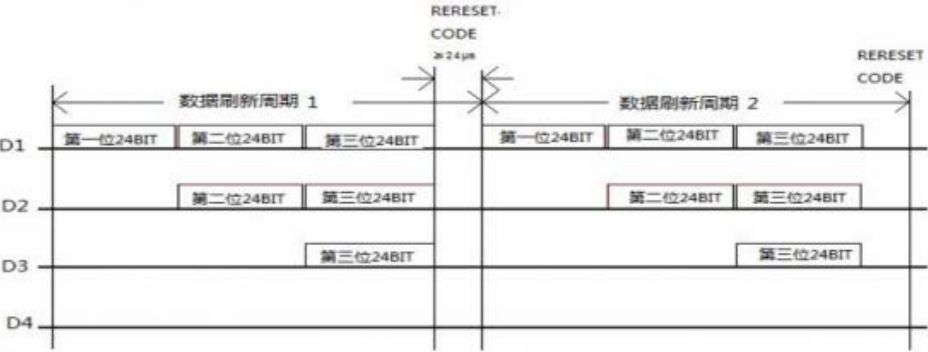 RERESET
CODE
≥24μm
RERESET
CODE
数据刷新周期 1
数据刷新周期 2
D1
第一位24BIT
第二位24BIT
第三位24BIT
第一位24BIT
第二位24BIT
第三位24BIT
D2
第二位24BIT
第三位24BIT
第二位24BIT
第三位24BIT
D3
第三位24BIT
第三位24BIT
D4